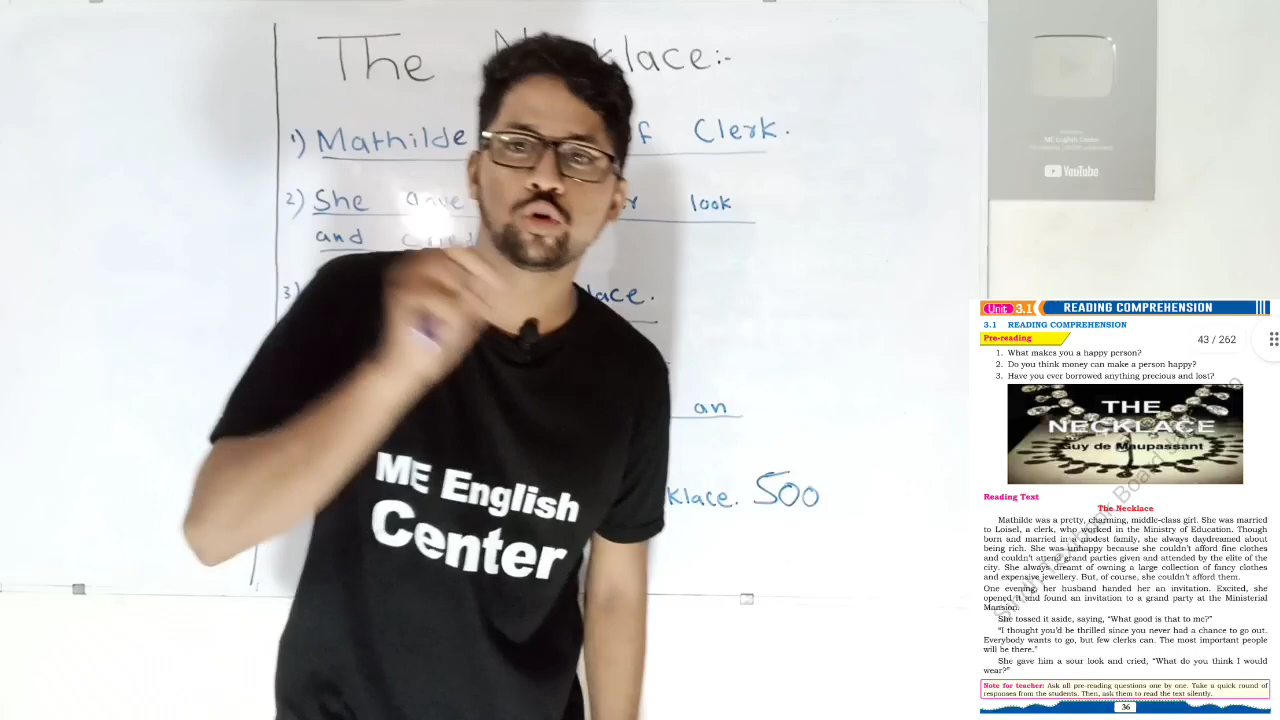 The Necklace:-
1) Mathilde of Clerk.
2) She look
and
3) lace.
an
klace. 500
ME English
Center
ME English Center
YouTube
Unit 3.1 READING COMPREHENSION
3.1 READING COMPREHENSION
Pre-reading
43 / 262
1. What makes you a happy person?
2. Do you think money can make a person happy?
3. Have you ever borrowed anything precious and lost?
THE
NECKLACE
Guy de Maupassant
Reading Text
The Necklace
Mathilde was a pretty, charming, middle-class girl. She was married
to Loisel, a clerk, who worked in the Ministry of Education. Though
born and married in a modest family, she always daydreamed about
being rich. She was unhappy because she couldn't afford fine clothes
and couldn't attend grand parties given and attended by the elite of the
city. She always dreamt of owning a large collection of fancy clothes
and expensive jewellery. But, of course, she couldn't afford them.
One evening, her husband handed her an invitation. Excited, she
opened it and found an invitation to a grand party at the Ministerial
Mansion.
She tossed it aside, saying, "What good is that to me?"
"I thought you'd be thrilled since you never had a chance to go out.
Everybody wants to go, but few clerks can. The most important people
will be there."
She gave him a sour look and cried, "What do you think I would
wear?"
Note for teacher: Ask all pre-reading questions one by one. Take a quick round of
responses from the students. Then, ask them to read the text silently.
36